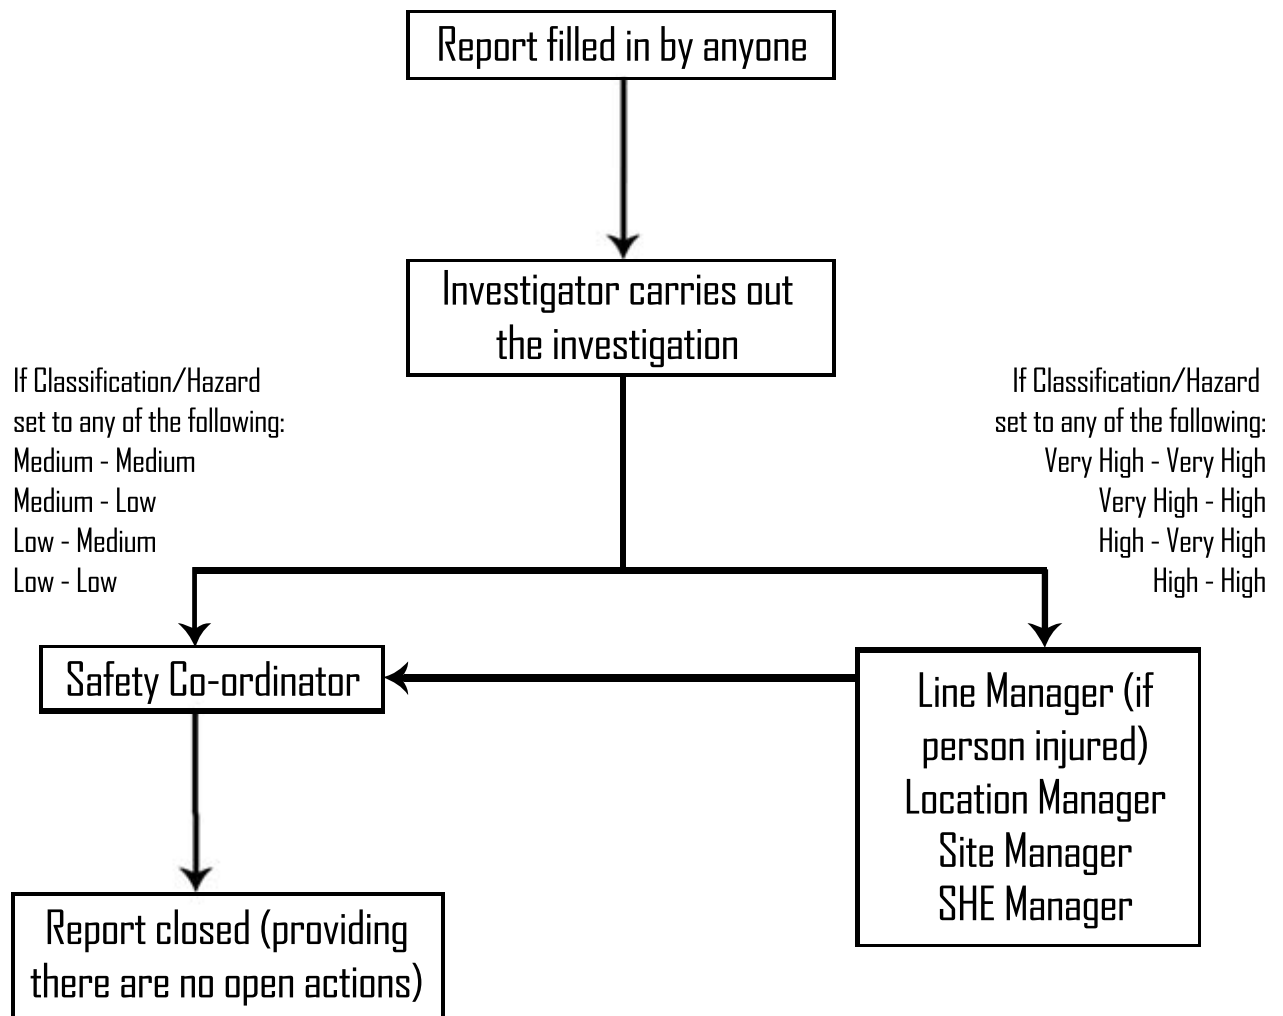 Report filled in by anyone
Investigator carries out
the investigation
If Classification/Hazard
set to any of the following:
Medium - Medium
Medium - Low
Low - Medium
Low - Low
If Classification/Hazard
set to any of the following:
Very High - Very High
Very High - High
High - Very High
High - High
Safety Co-ordinator
Line Manager (if
person injured)
Location Manager
Site Manager
SHE Manager
Report closed (providing
there are no open actions)